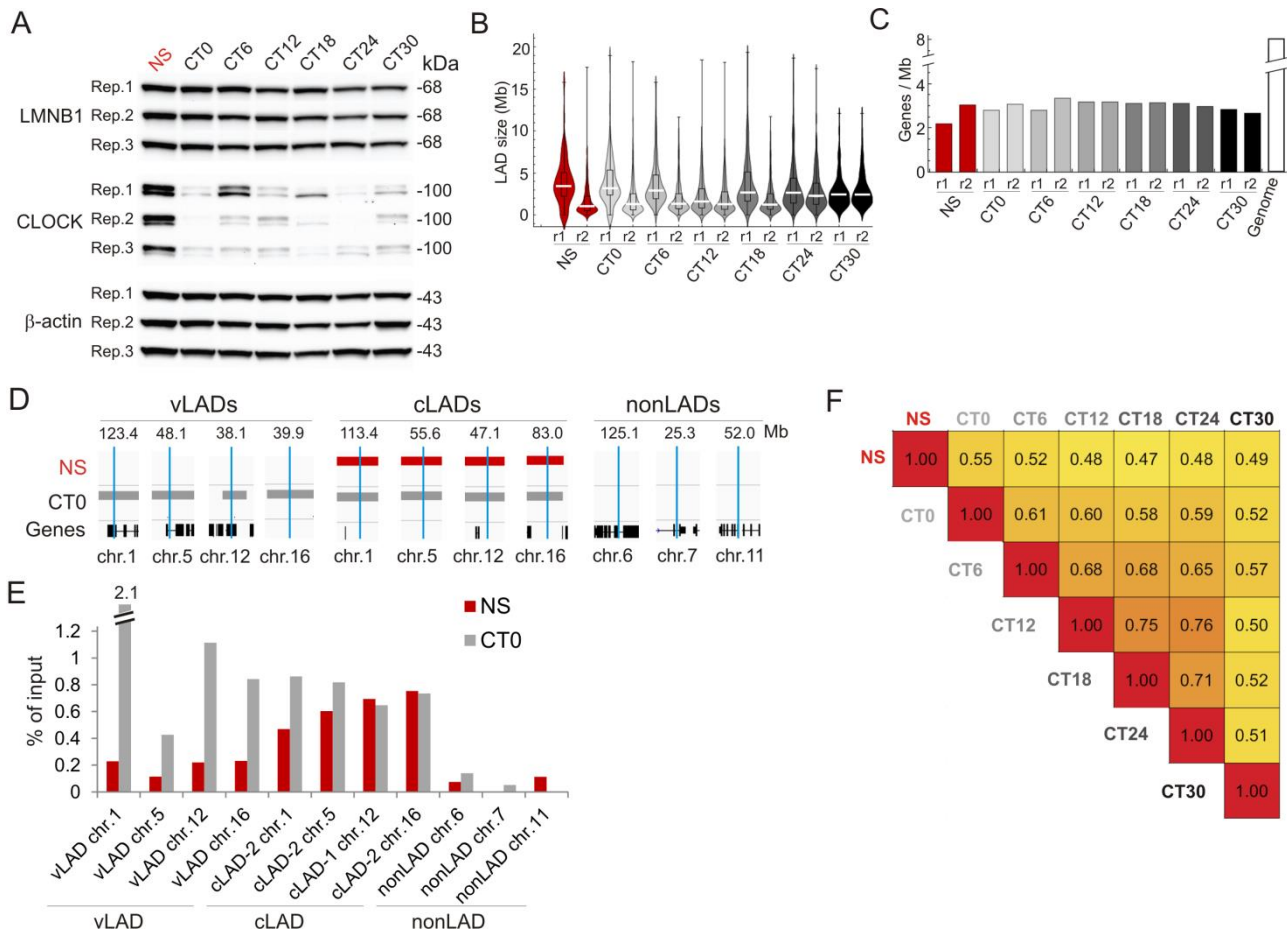 A
NS CT0 CT6 CT12 CT18 CT24 CT30 kDa
LMNB1
Rep.1 -68
Rep.2 -68
Rep.3 -68
CLOCK
Rep.1 -100
Rep.2 -100
Rep.3 -100
β-actin
Rep.1 -43
Rep.2 -43
Rep.3 -43
B
LAD size (Mb)
20
15
10
5
0
r1 r2 r1 r2 r1 r2 r1 r2 r1 r2 r1 r2 r1 r2
NS CT0 CT6 CT12 CT18 CT24 CT30
C
Genes / Mb
8
4
2
0
r1 r2 r1 r2 r1 r2 r1 r2 r1 r2 r1 r2 r1 r2
NS CT0 CT6 CT12 CT18 CT24 CT30 Genome
D
vLADs cLADs nonLADs
123.4 48.1 38.1 39.9 113.4 55.6 47.1 83.0 125.1 25.3 52.0 Mb
NS
CT0
Genes
chr.1 chr.5 chr.12 chr.16 chr.1 chr.5 chr.12 chr.16 chr.6 chr.7 chr.11
E
2.1
NS
CT0
% of input
1.2
1
0.8
0.6
0.4
0.2
0
vLAD chr.1 vLAD chr.5 vLAD chr.12 vLAD chr.16 cLAD-2 chr.1 cLAD-2 chr.5 cLAD-1 chr.12 cLAD-2 chr.16 nonLAD chr.6 nonLAD chr.7 nonLAD chr.11
vLAD cLAD nonLAD
F
NS CT0 CT6 CT12 CT18 CT24 CT30
NS 1.00 0.55 0.52 0.48 0.47 0.48 0.49
CT0 1.00 0.61 0.60 0.58 0.59 0.52
CT6 1.00 0.68 0.68 0.65 0.57
CT12 1.00 0.75 0.76 0.50
CT18 1.00 0.71 0.52
CT24 1.00 0.51
CT30 1.00